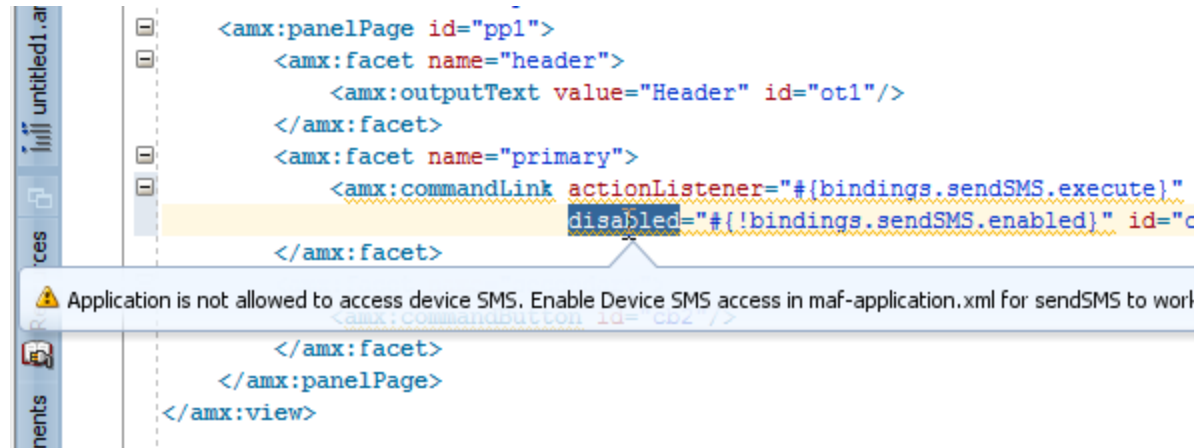 <amx:panelPage id="pp1">
<amx:facet name="header">
<amx:outputText value="Header" id="ot1"/>
</amx:facet>
<amx:facet name="primary">
<amx:commandLink actionListener="#{bindings.sendSMS.execute}"
disabled="#{!bindings.sendSMS.enabled}" id="c
</amx:facet>
Application is not allowed to access device SMS. Enable Device SMS access in maf-application.xml for sendSMS to work
<amx:commandButton id="cb2"/>
</amx:facet>
</amx:panelPage>
</amx:view>
untitled1.am
rces
nents